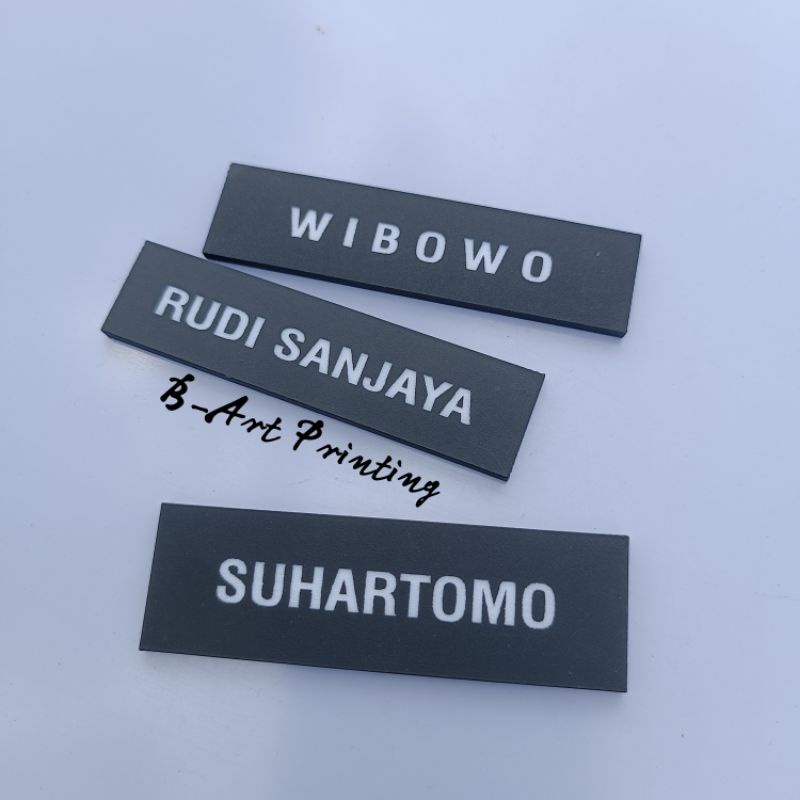 WIBOWO
RUDI SANJAYA
B-Art Printing
SUHARTOMO